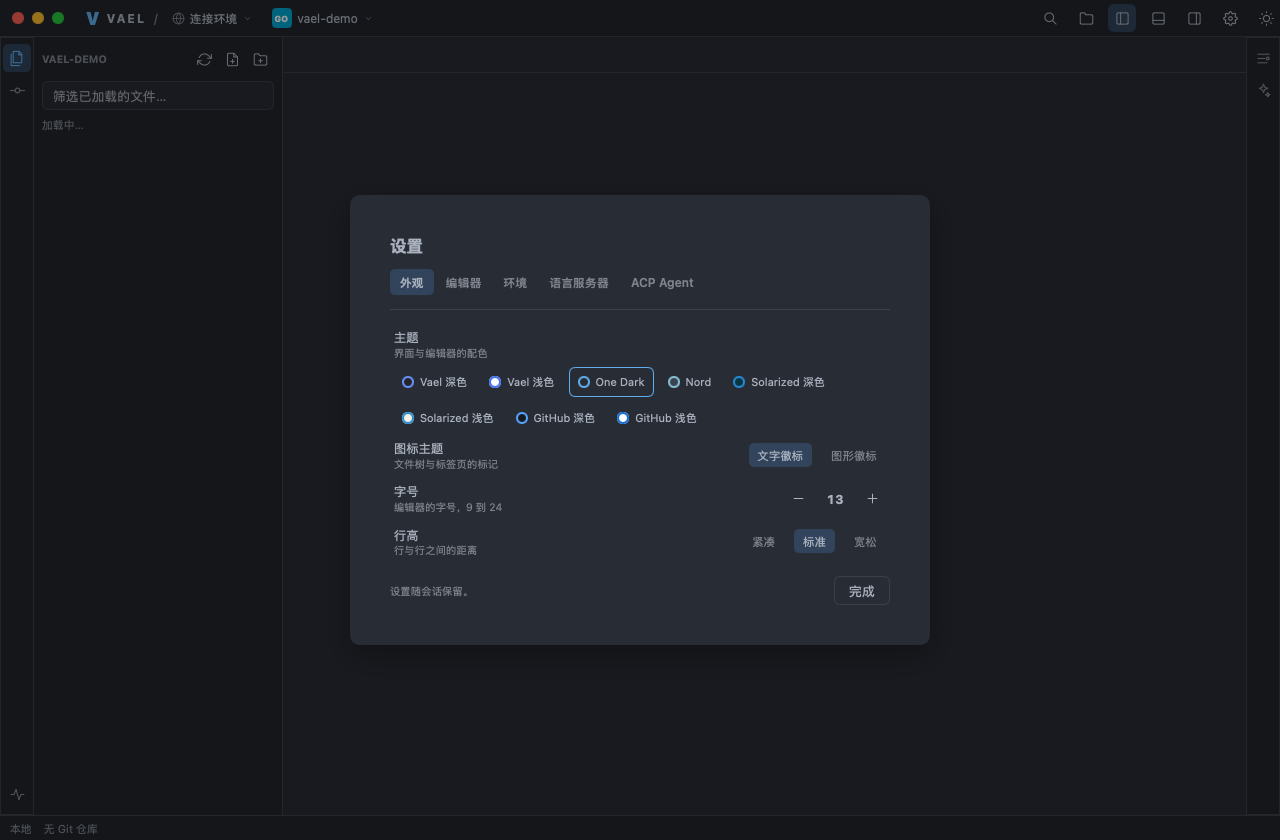 VAEL / 连接环境 GO vael-demo
VAEL-DEMO
筛选已加载的文件...
加载中...
设置
外观 编辑器 环境 语言服务器 ACP Agent
主题
界面与编辑器的配色
Vael 深色 Vael 浅色 One Dark Nord Solarized 深色
Solarized 浅色 GitHub 深色 GitHub 浅色
图标主题
文件树与标签页的标记
文字徽标 图形徽标
字号
编辑器的字号，9 到 24
− 13 +
行高
行与行之间的距离
紧凑 标准 宽松
设置随会话保留。
完成
本地 无 Git 仓库